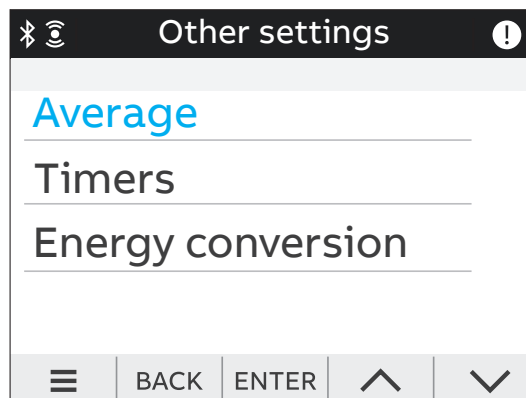 Other settings
Average
Timers
Energy conversion
BACK ENTER